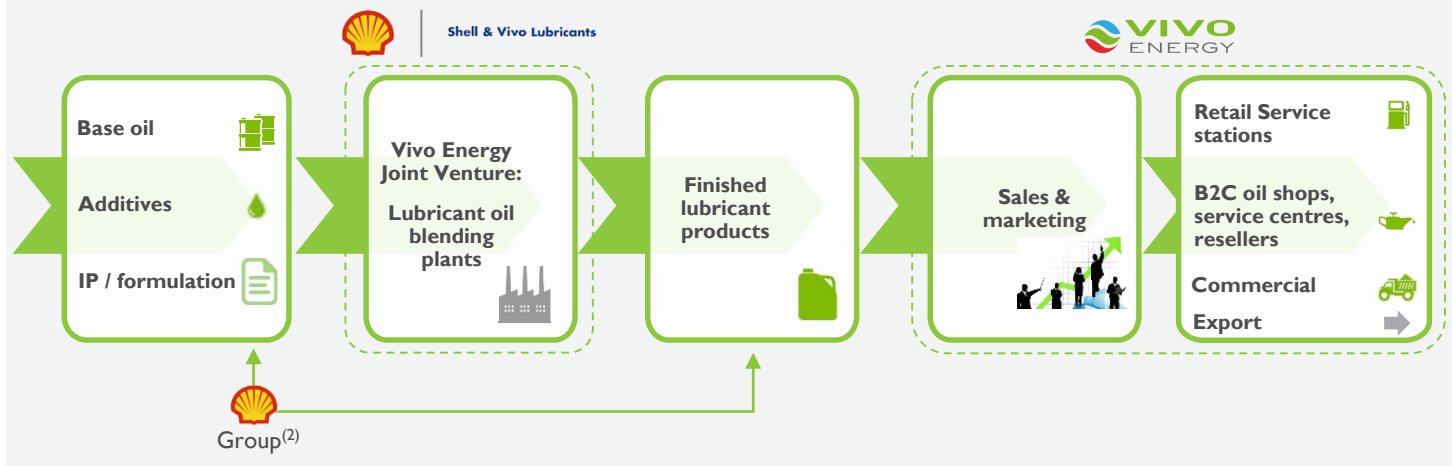 Shell & Vivo Lubricants
VIVO
ENERGY
Base oil
Additives
IP / formulation
Vivo Energy
Joint Venture:
Lubricant oil
blending
plants
Finished
lubricant
products
Sales &
marketing
Retail Service
stations
B2C oil shops,
service centres,
resellers
Commercial
Export
Group(2)